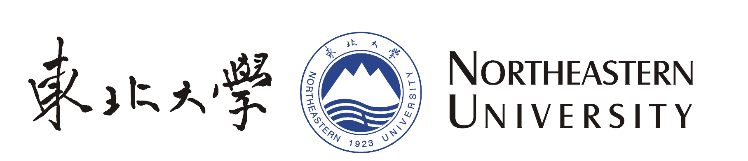 東北大學
東北大學
NORTHEASTERN UNIVERSITY
1923
NORTHEASTERN
UNIVERSITY